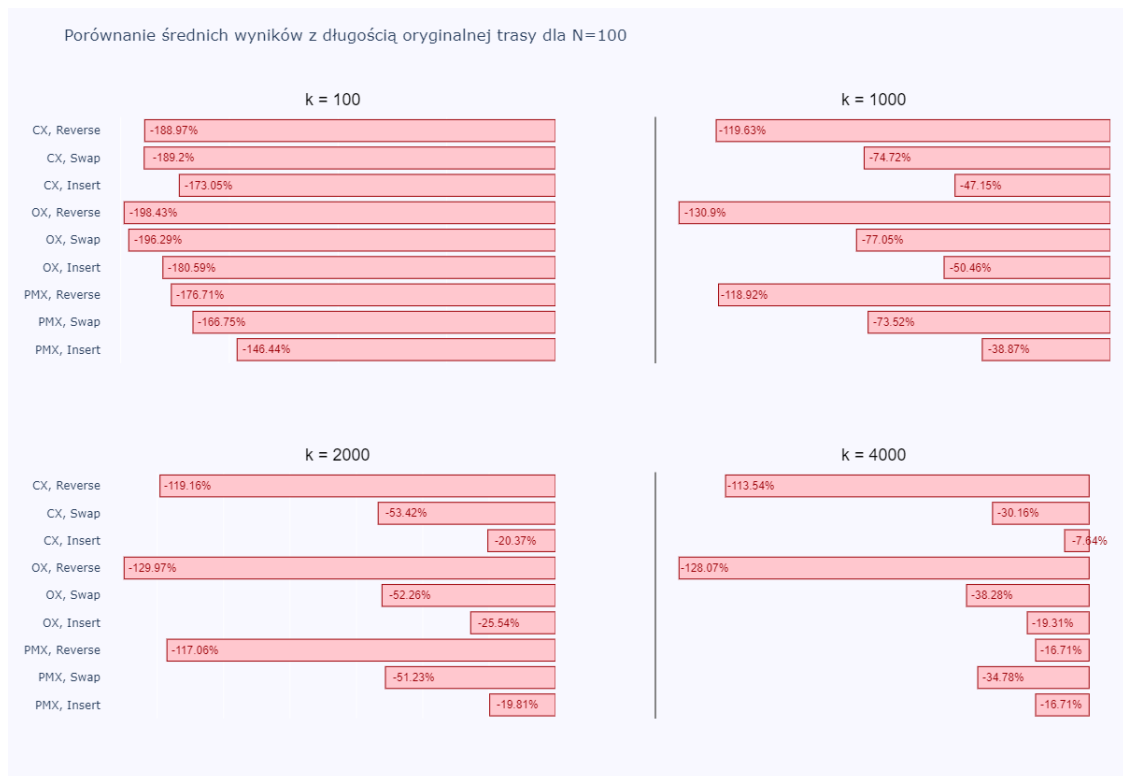 Porównanie średnich wyników z długością oryginalnej trasy dla N=100
k = 100
CX, Reverse -188.97%
CX, Swap -189.2%
CX, Insert -173.05%
OX, Reverse -198.43%
OX, Swap -196.29%
OX, Insert -180.59%
PMX, Reverse -176.71%
PMX, Swap -166.75%
PMX, Insert -146.44%
k = 1000
-119.63%
-74.72%
-47.15%
-130.9%
-77.05%
-50.46%
-118.92%
-73.52%
-38.87%
k = 2000
CX, Reverse -119.16%
CX, Swap -53.42%
CX, Insert -20.37%
OX, Reverse -129.97%
OX, Swap -52.26%
OX, Insert -25.54%
PMX, Reverse -117.06%
PMX, Swap -51.23%
PMX, Insert -19.81%
k = 4000
-113.54%
-30.16%
-7.64%
-128.07%
-38.28%
-19.31%
-16.71%
-34.78%
-16.71%